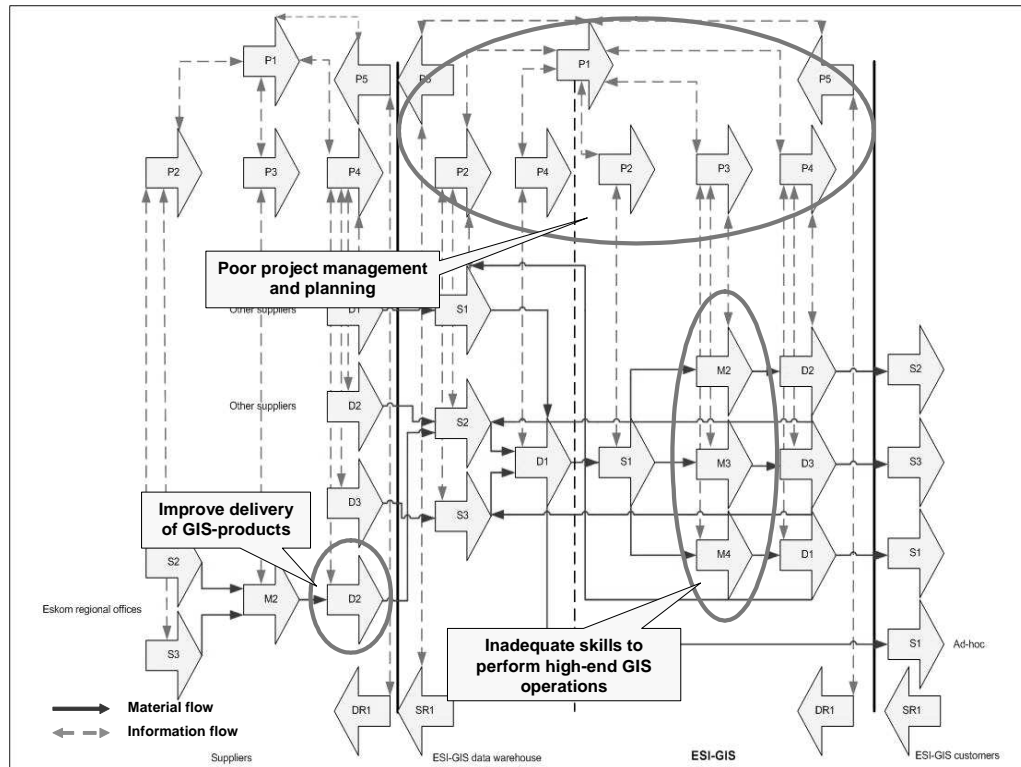 P1
P5
P5
P1
P5
P2
P3
P4
P2
P4
P2
P3
P4
Poor project management
and planning
Other suppliers
D1
S1
M2
D2
S2
Other suppliers
D2
S2
D1
S1
M3
D3
S3
Improve delivery
of GIS-products
D3
S3
S2
M4
D1
S1
Eskom regional offices
M2
D2
S3
Inadequate skills to
perform high-end GIS
operations
S1
Ad-hoc
Material flow
Information flow
DR1
SR1
DR1
SR1
Suppliers
ESI-GIS data warehouse
ESI-GIS
ESI-GIS customers